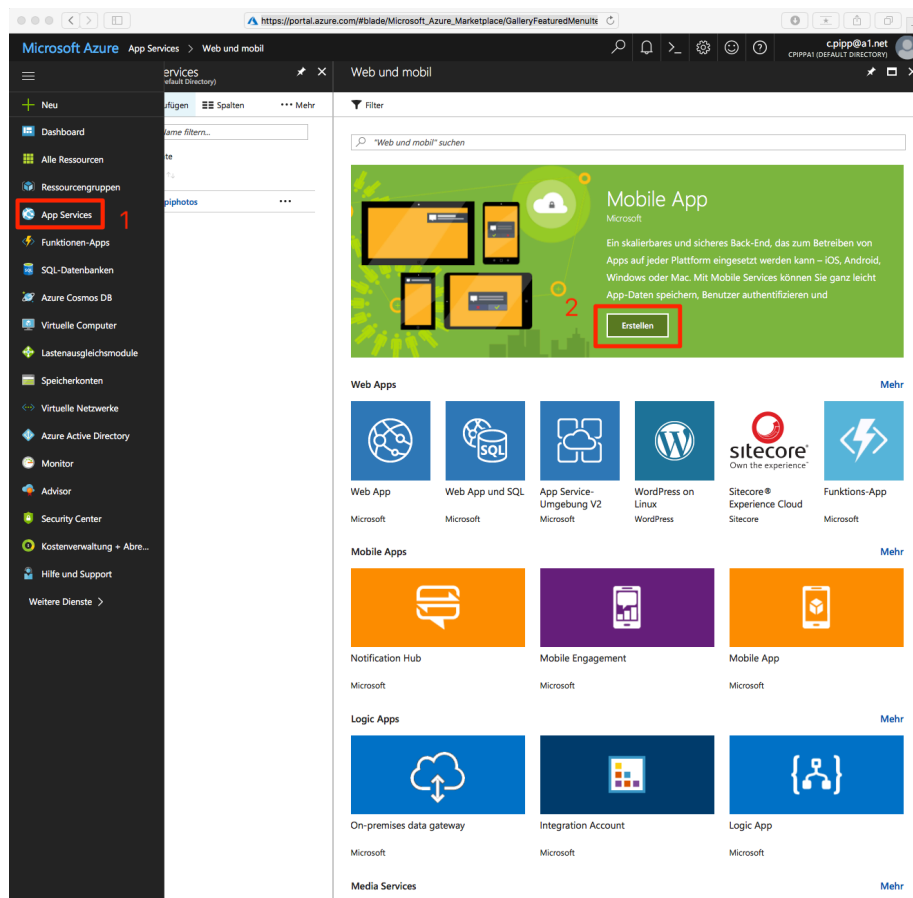 https://portal.azure.com/#blade/Microsoft_Azure_Marketplace/GalleryFeaturedMenuIte
Microsoft Azure App Services > Web und mobil
c.pipp@a1.net
CPIPPA1 (DEFAULT DIRECTORY)
Neu
Dashboard
Alle Ressourcen
Ressourcengruppen
App Services
1
Funktionen-Apps
SQL-Datenbanken
Azure Cosmos DB
Virtuelle Computer
Lastenausgleichsmodule
Speicherkonten
Virtuelle Netzwerke
Azure Active Directory
Monitor
Advisor
Security Center
Kostenverwaltung + Abre...
Hilfe und Support
Weitere Dienste >
ervices
efault Directory)
ufügen Spalten ••• Mehr
lame filtern...
ite
piphotos •••
Web und mobil
Filter
"Web und mobil" suchen
Mobile App
Microsoft
Ein skalierbares und sicheres Back-End, das zum Betreiben von
Apps auf jeder Plattform eingesetzt werden kann – iOS, Android,
Windows oder Mac. Mit Mobile Services können Sie ganz leicht
App-Daten speichern, Benutzer authentifizieren und
2
Erstellen
Web Apps Mehr
SQL
sitecore
Own the experience
Web App
Microsoft
Web App und SQL
Microsoft
App Service-
Umgebung V2
Microsoft
WordPress on
Linux
WordPress
Sitecore®
Experience Cloud
Sitecore
Funktions-App
Microsoft
Mobile Apps Mehr
Notification Hub
Microsoft
Mobile Engagement
Microsoft
Mobile App
Microsoft
Logic Apps Mehr
On-premises data gateway
Microsoft
Integration Account
Microsoft
Logic App
Microsoft
Media Services Mehr